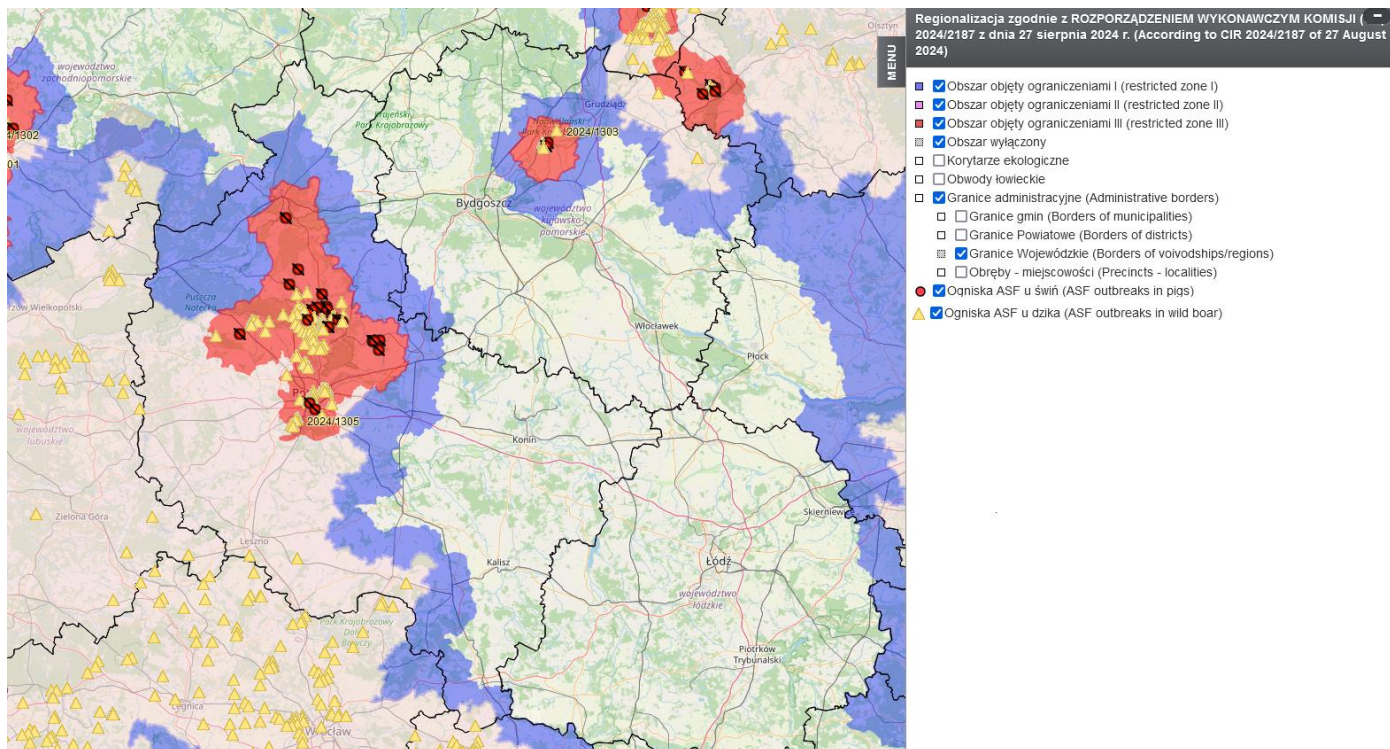 Regionalizacja zgodnie z ROZPORZĄDZENIEM WYKONAWCZYM KOMISJI (
2024/2187 z dnia 27 sierpnia 2024 r. (According to CIR 2024/2187 of 27 August
2024)
MENU
Obszar objęty ograniczeniami I (restricted zone I)
Obszar objęty ograniczeniami II (restricted zone II)
Obszar objęty ograniczeniami III (restricted zone III)
Obszar wyłączony
Korytarze ekologiczne
Obwody łowieckie
Granice administracyjne (Administrative borders)
Granice gmin (Borders of municipalities)
Granice Powiatowe (Borders of districts)
Granice Wojewódzkie (Borders of voivodships/regions)
Obręby - miejscowości (Precincts - localities)
Ogniska ASF u świń (ASF outbreaks in pigs)
Ogniska ASF u dzika (ASF outbreaks in wild boar)
Olsztyn
województwo
zachodniopomorskie
Krajeński
Park Krajobrazowy
Grudziądz
2024/1303
4/1302
01
Bydgoszcz
województwo
kujawsko-
pomorskie
Puszcza
Notecka
Wielkopolski
Włocławek
Płock
2024/1305
województwo
lubuskie
Konin
Zielona Góra
Leszno
Skierniewi
Kalisz
Łódź
województwo
łódzkie
Park Krajobrazowy
Dolina
Baryczy
Piotrków
Trybunalski
Legnica
Wrocław